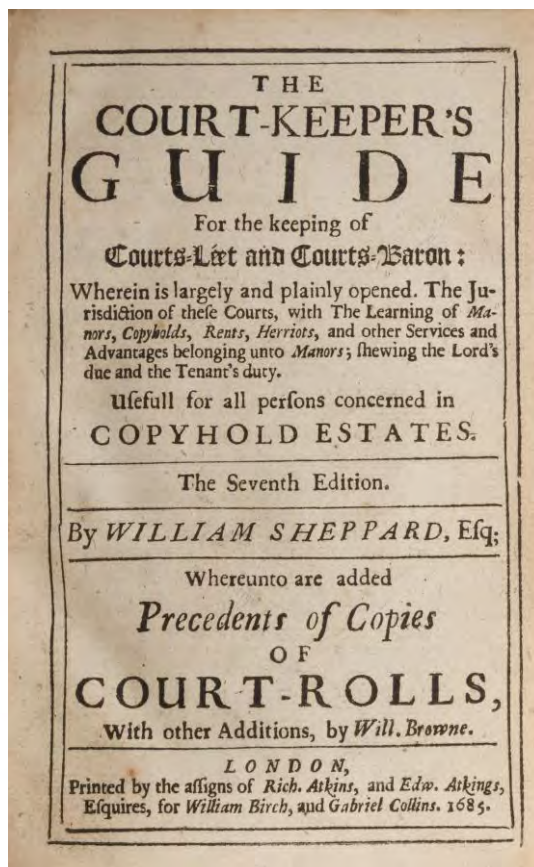 THE
COURT-KEEPER'S
GUIDE
For the keeping of
Courts-Leet and Courts-Baron:
Wherein is largely and plainly opened. The Ju-
risdiction of theſe Courts, with The Learning of Ma-
nors, Copyholds, Rents, Herriots, and other Services and
Advantages belonging unto Manors; ſhewing the Lord's
due and the Tenant's duty.
Uſefull for all perſons concerned in
COPYHOLD ESTATES.
The Seventh Edition.
By WILLIAM SHEPPARD, Eſq;
Whereunto are added
Precedents of Copies
OF
COURT-ROLLS,
With other Additions, by Will. Browne.
LONDON,
Printed by the aſſigns of Rich. Atkins, and Edw. Atkings,
Eſquires, for William Birch, and Gabriel Collins. 1685.